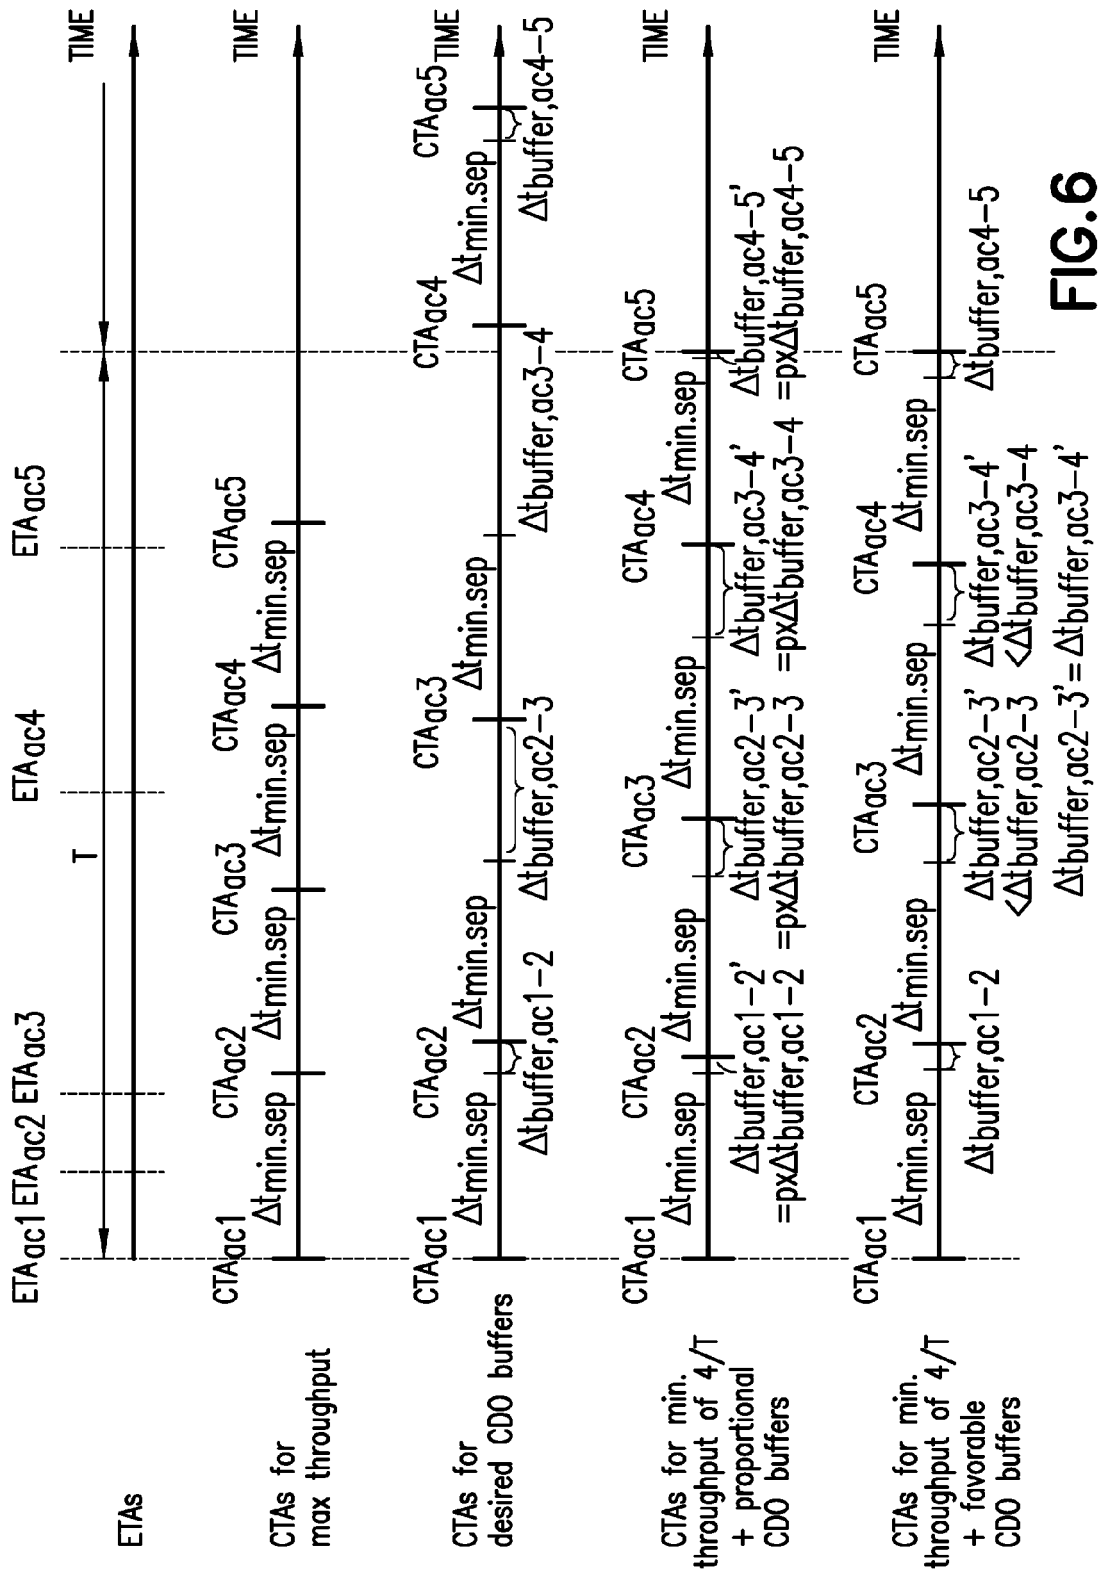 ETAs
ETAac1 ETAac2 ETAac3 ETAac4 ETAac5
T
TIME
CTAs for
max throughput
CTAac1 CTAac2 CTAac3 CTAac4 CTAac5
Δtmin.sep Δtmin.sep Δtmin.sep Δtmin.sep
TIME
CTAs for
desired CDO buffers
CTAac1 CTAac2 CTAac3 CTAac4 CTAac5
Δtmin.sep Δtmin.sep Δtmin.sep Δtmin.sep
TIME
Δtbuffer,ac1-2 Δtbuffer,ac2-3 Δtbuffer,ac3-4 Δtbuffer,ac4-5
CTAs for min.
throughput of 4/T
+ proportional
CDO buffers
CTAac1 CTAac2 CTAac3 CTAac4 CTAac5
Δtmin.sep Δtmin.sep Δtmin.sep Δtmin.sep
TIME
Δtbuffer,ac1-2' Δtbuffer,ac2-3' Δtbuffer,ac3-4' Δtbuffer,ac4-5'
=pxΔtbuffer,ac1-2 =pxΔtbuffer,ac2-3 =pxΔtbuffer,ac3-4 =pxΔtbuffer,ac4-5
CTAs for min.
throughput of 4/T
+ favorable
CDO buffers
CTAac1 CTAac2 CTAac3 CTAac4 CTAac5
Δtmin.sep Δtmin.sep Δtmin.sep Δtmin.sep
TIME
Δtbuffer,ac1-2 Δtbuffer,ac2-3' Δtbuffer,ac3-4' Δtbuffer,ac4-5
<Δtbuffer,ac2-3 <Δtbuffer,ac3-4
Δtbuffer,ac2-3'=Δtbuffer,ac3-4'
FIG.6